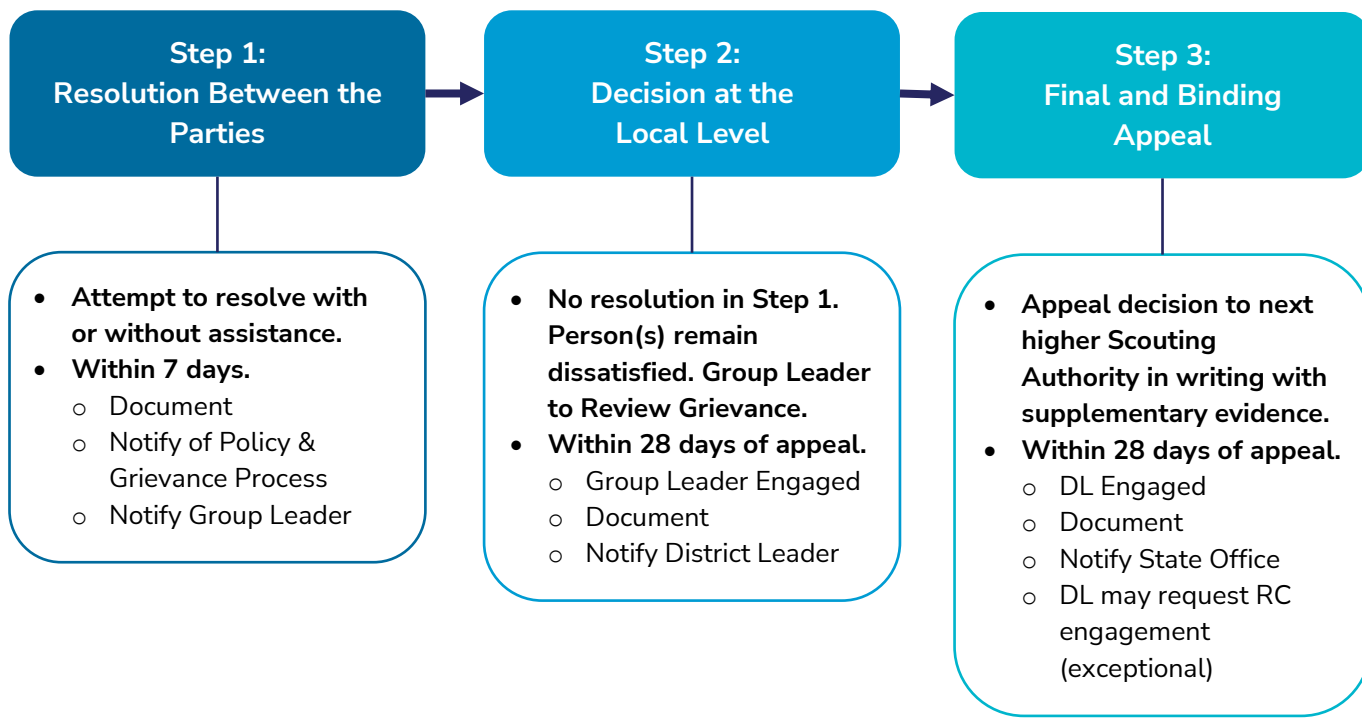 Step 1:
Resolution Between the
Parties
Step 2:
Decision at the
Local Level
Step 3:
Final and Binding
Appeal
• Attempt to resolve with
or without assistance.
• Within 7 days.
o Document
o Notify of Policy &
Grievance Process
o Notify Group Leader
• No resolution in Step 1.
Person(s) remain
dissatisfied. Group Leader
to Review Grievance.
• Within 28 days of appeal.
o Group Leader Engaged
o Document
o Notify District Leader
• Appeal decision to next
higher Scouting
Authority in writing with
supplementary evidence.
• Within 28 days of appeal.
o DL Engaged
o Document
o Notify State Office
o DL may request RC
engagement
(exceptional)